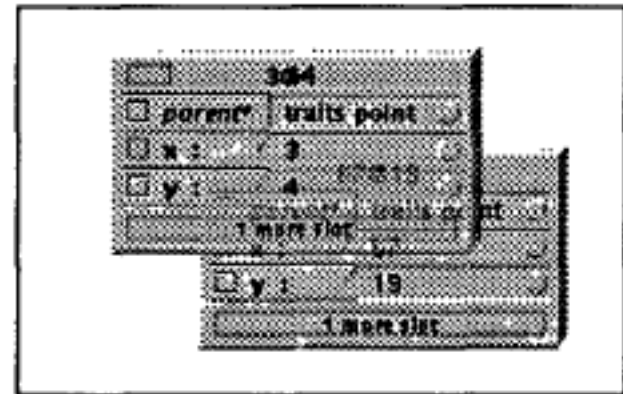 3@4
parent* traits point
x : 3
y : 4
1 more slot
y : 19
1 more slot